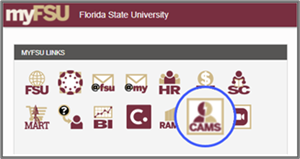 myFSU Florida State University
MYFSU LINKS
FSU @fsu @my HR SC
MART BI C. RAM CAMS